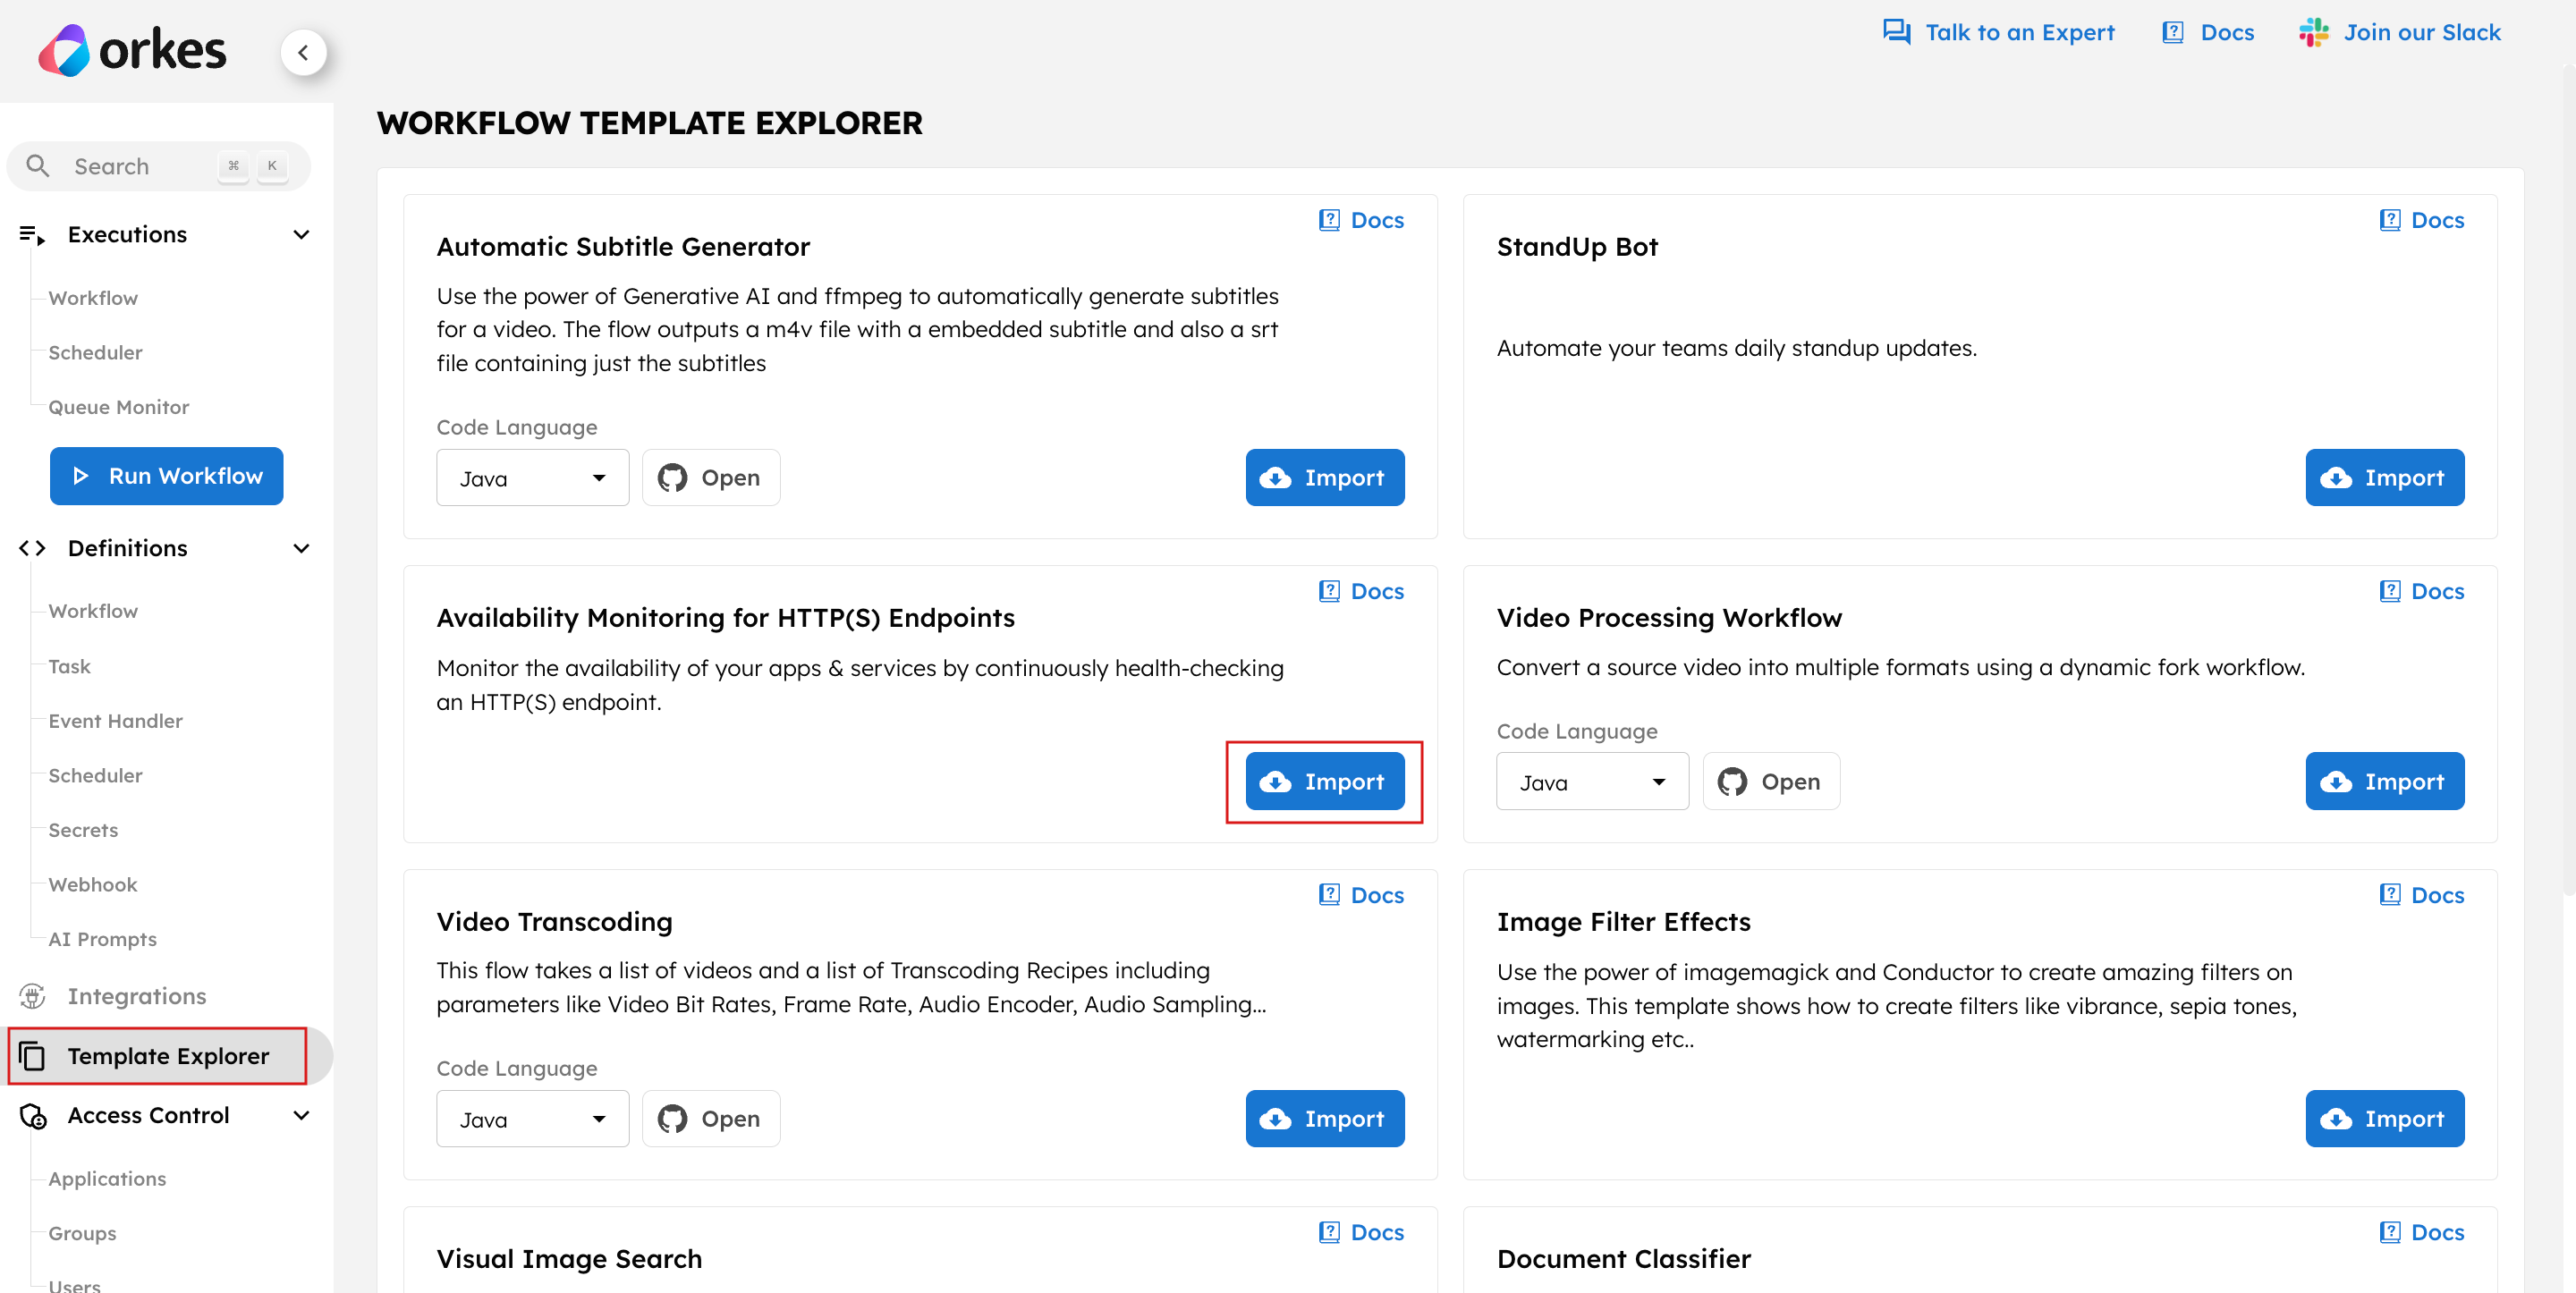 orkes
Talk to an Expert
Docs
Join our Slack
Search
⌘ K
Executions
Workflow
Scheduler
Queue Monitor
Run Workflow
Definitions
Workflow
Task
Event Handler
Scheduler
Secrets
Webhook
AI Prompts
Integrations
Template Explorer
Access Control
Applications
Groups
Users
WORKFLOW TEMPLATE EXPLORER
Docs
Automatic Subtitle Generator
Use the power of Generative AI and ffmpeg to automatically generate subtitles
for a video. The flow outputs a m4v file with a embedded subtitle and also a srt
file containing just the subtitles
Code Language
Java
Open
Import
Docs
StandUp Bot
Automate your teams daily standup updates.
Import
Docs
Availability Monitoring for HTTP(S) Endpoints
Monitor the availability of your apps & services by continuously health-checking
an HTTP(S) endpoint.
Import
Docs
Video Processing Workflow
Convert a source video into multiple formats using a dynamic fork workflow.
Code Language
Java
Open
Import
Docs
Video Transcoding
This flow takes a list of videos and a list of Transcoding Recipes including
parameters like Video Bit Rates, Frame Rate, Audio Encoder, Audio Sampling...
Code Language
Java
Open
Import
Docs
Image Filter Effects
Use the power of imagemagick and Conductor to create amazing filters on
images. This template shows how to create filters like vibrance, sepia tones,
watermarking etc..
Import
Docs
Visual Image Search
Docs
Document Classifier